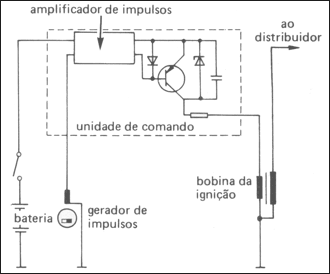 amplificador de impulsos
ao
distribuidor
unidade de comando
bobina da
ignição
bateria
gerador de
impulsos